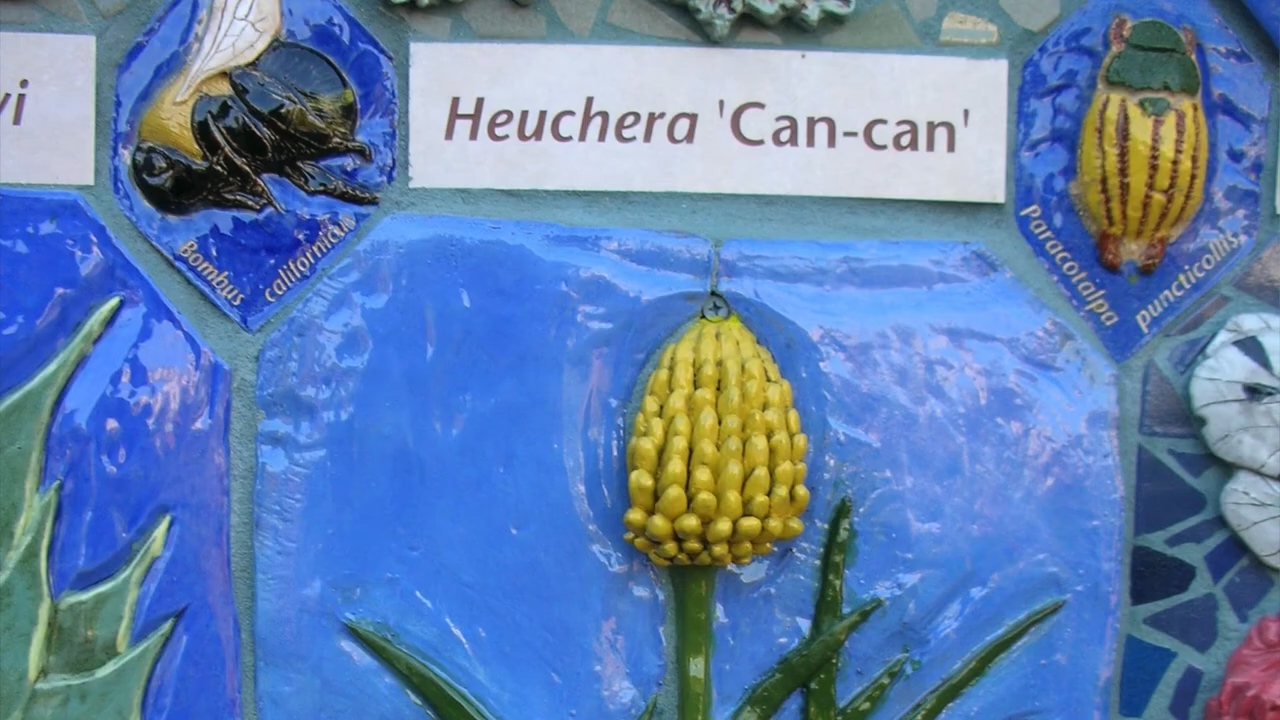 vi
Heuchera 'Can-can'
Bombus californicus
Paracotalpa puncticollis